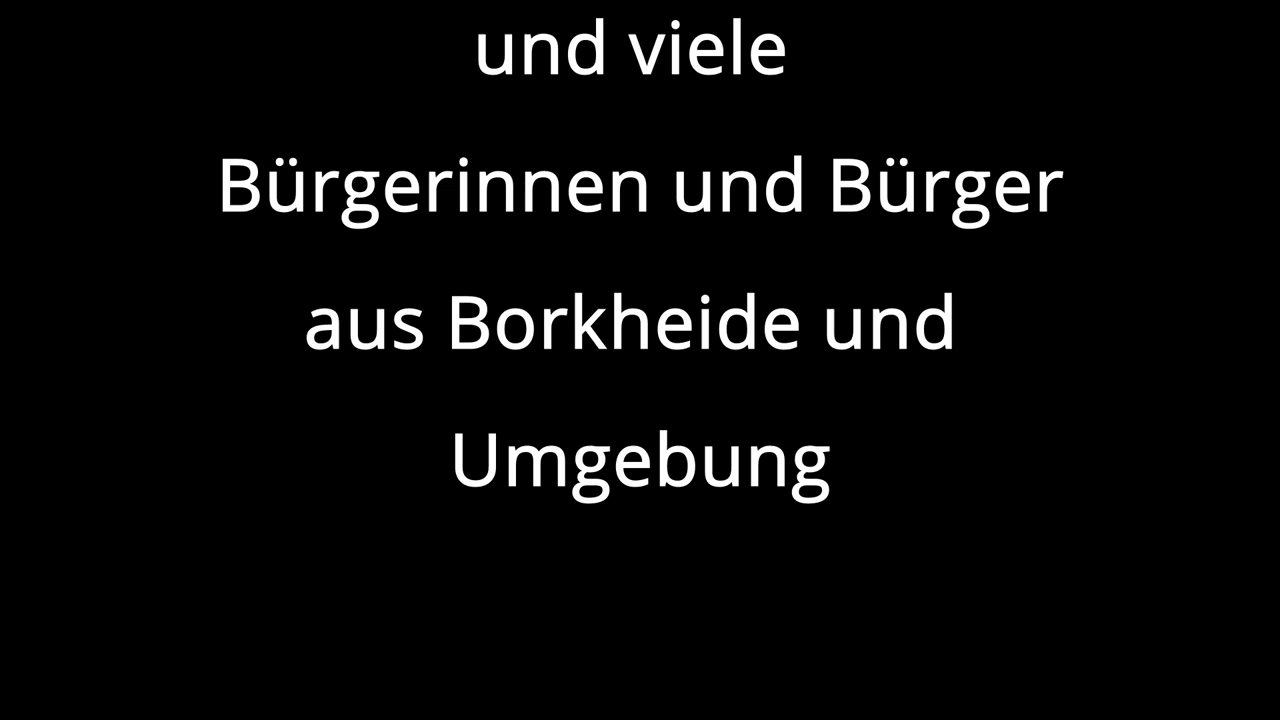 und viele
Bürgerinnen und Bürger
aus Borkheide und
Umgebung